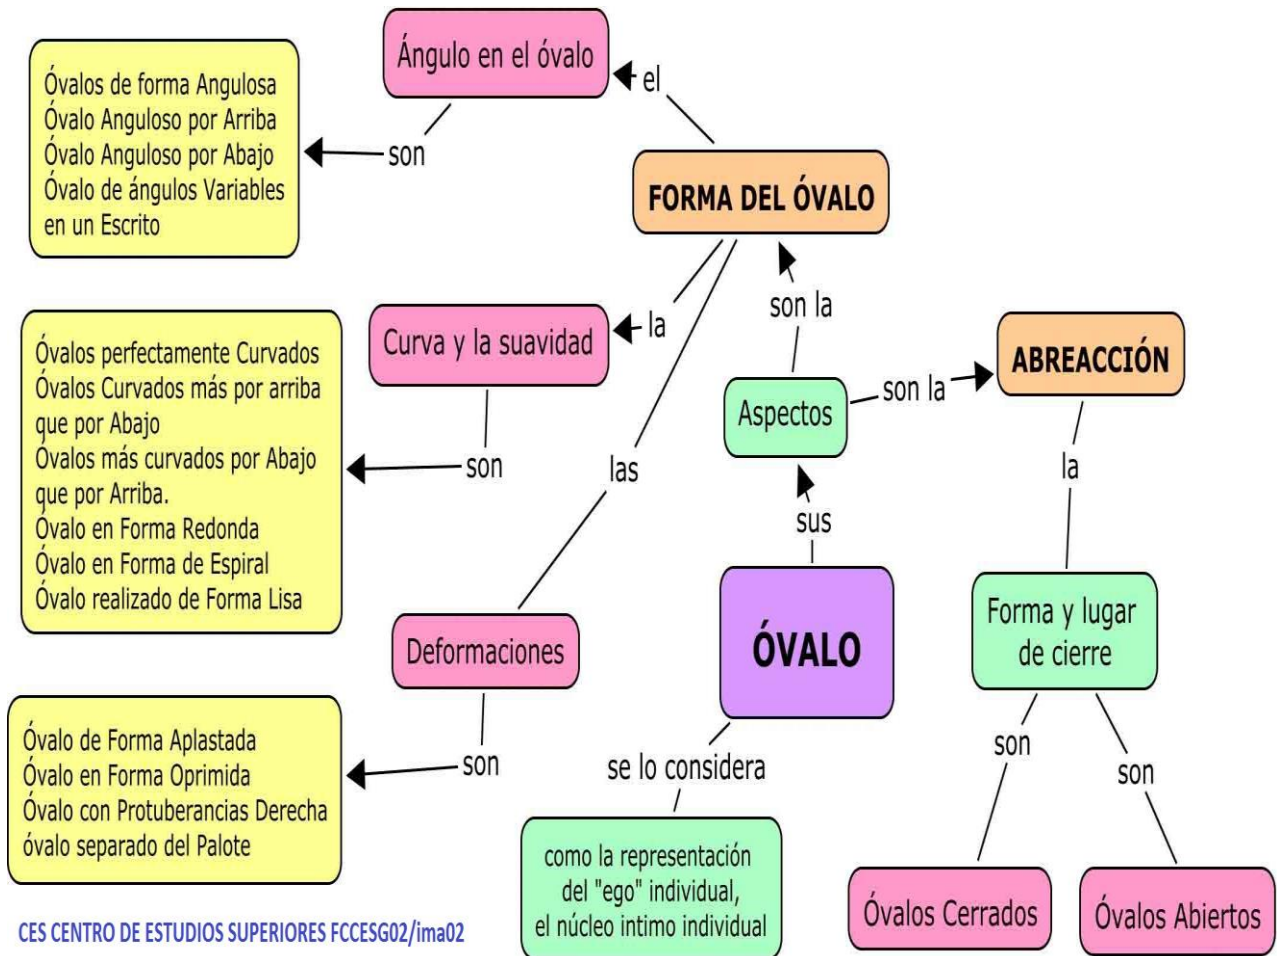 Ángulo en el óvalo
el
Óvalos de forma Angulosa
Óvalo Anguloso por Arriba
Óvalo Anguloso por Abajo
Óvalo de ángulos Variables
en un Escrito
son
FORMA DEL ÓVALO
son la
Curva y la suavidad
la
Óvalos perfectamente Curvados
Óvalos Curvados más por arriba
que por Abajo
Óvalos más curvados por Abajo
que por Arriba.
Óvalo en Forma Redonda
Óvalo en Forma de Espiral
Óvalo realizado de Forma Lisa
son
las
Aspectos
son la
ABREACCIÓN
la
sus
ÓVALO
Forma y lugar
de cierre
Deformaciones
Óvalo de Forma Aplastada
Óvalo en Forma Oprimida
Óvalo con Protuberancias Derecha
óvalo separado del Palote
son
se lo considera
como la representación
del "ego" individual,
el núcleo intimo individual
son
son
Óvalos Cerrados
Óvalos Abiertos
CES CENTRO DE ESTUDIOS SUPERIORES FCCESG02/ima02